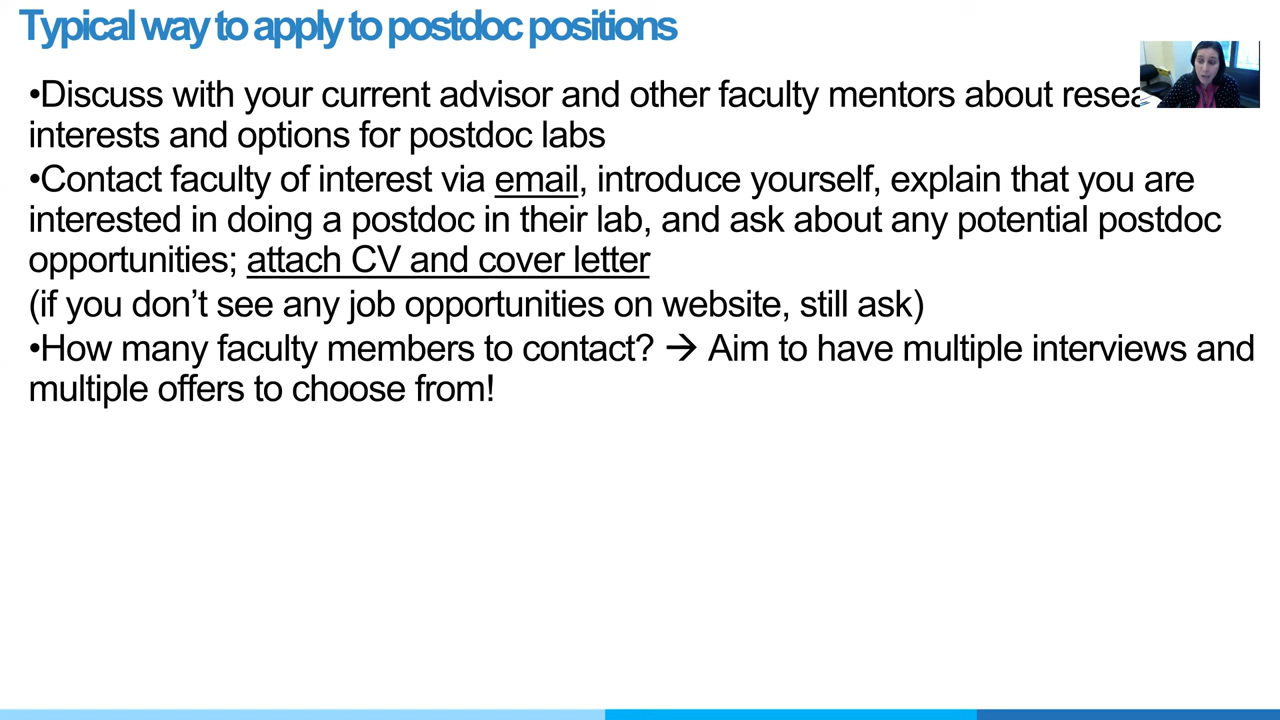 Typical way to apply to postdoc positions
•Discuss with your current advisor and other faculty mentors about
interests and options for postdoc labs
•Contact faculty of interest via email, introduce yourself, explain that you are
interested in doing a postdoc in their lab, and ask about any potential postdoc
opportunities; attach CV and cover letter
(if you don’t see any job opportunities on website, still ask)
•How many faculty members to contact? → Aim to have multiple interviews and
multiple offers to choose from!